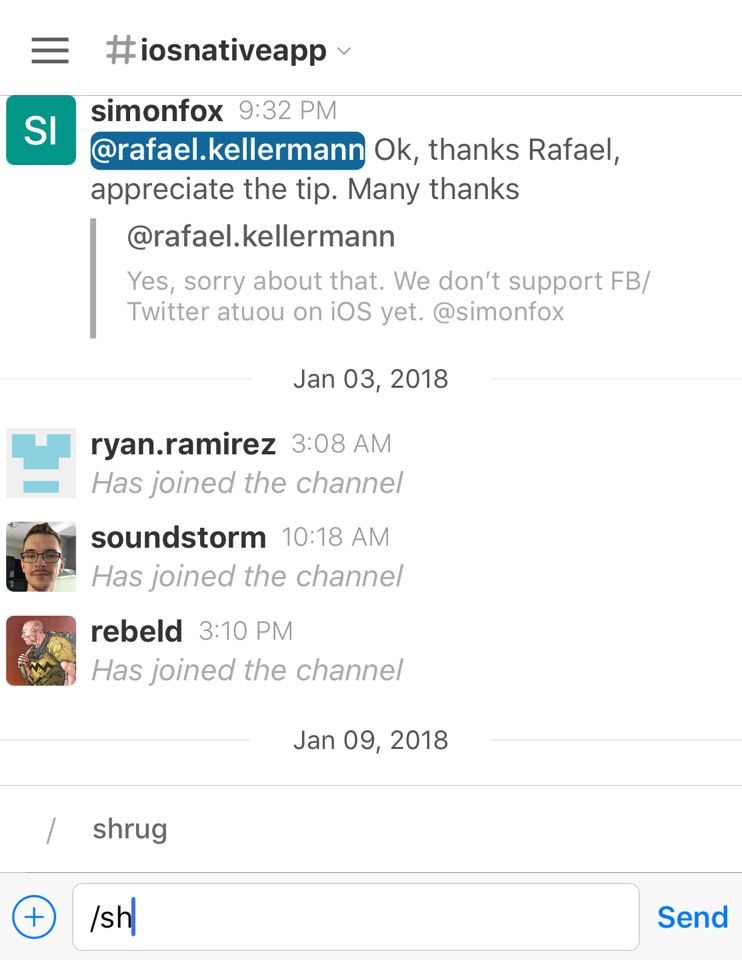 #iosnativeapp
SI
simonfox 9:32 PM
@rafael.kellermann Ok, thanks Rafael,
appreciate the tip. Many thanks
@rafael.kellermann
Yes, sorry about that. We don’t support FB/
Twitter atuou on iOS yet. @simonfox
Jan 03, 2018
ryan.ramirez 3:08 AM
Has joined the channel
soundstorm 10:18 AM
Has joined the channel
rebeld 3:10 PM
Has joined the channel
Jan 09, 2018
/ shrug
/sh
Send